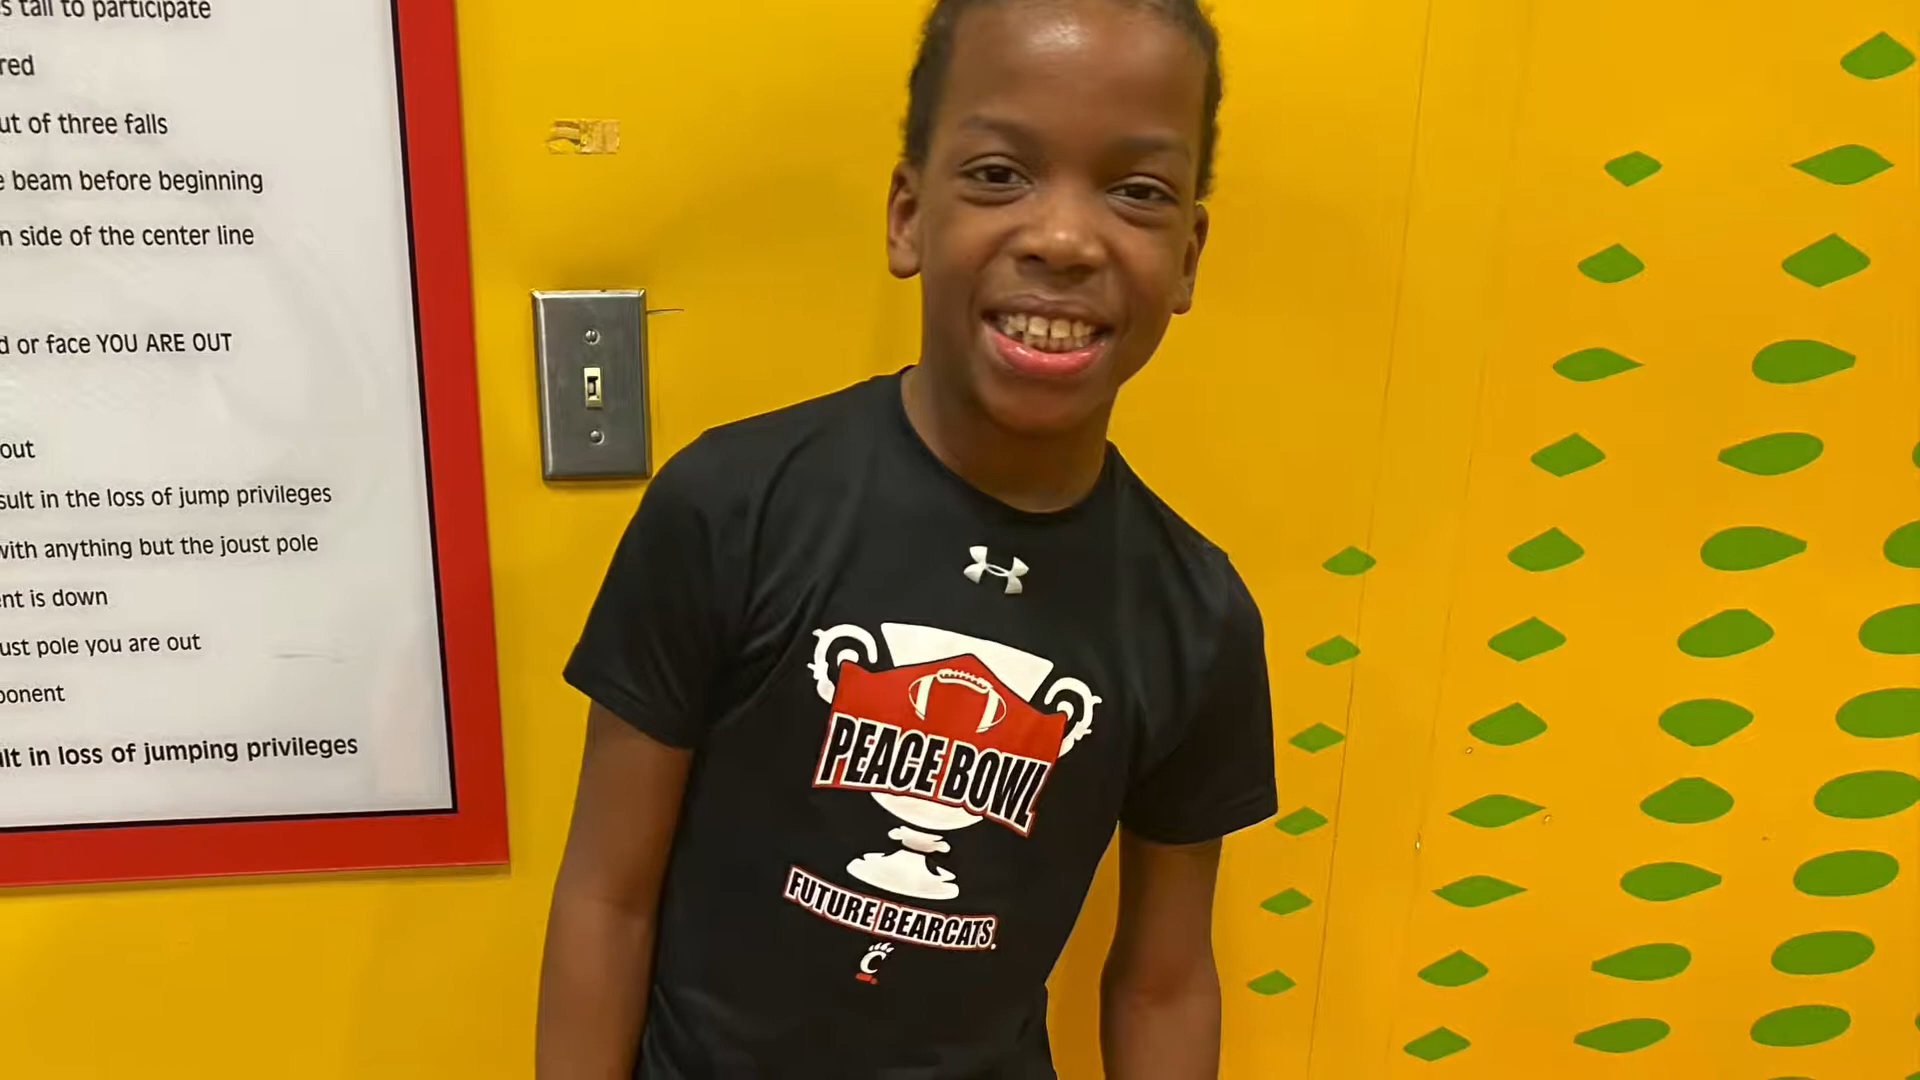 s tall to participate
red
ut of three falls
e beam before beginning
n side of the center line
d or face YOU ARE OUT
out
sult in the loss of jump privileges
with anything but the joust pole
ent is down
ust pole you are out
ponent
lt in loss of jumping privileges
PEACE BOWL
FUTURE BEARCATS.
C